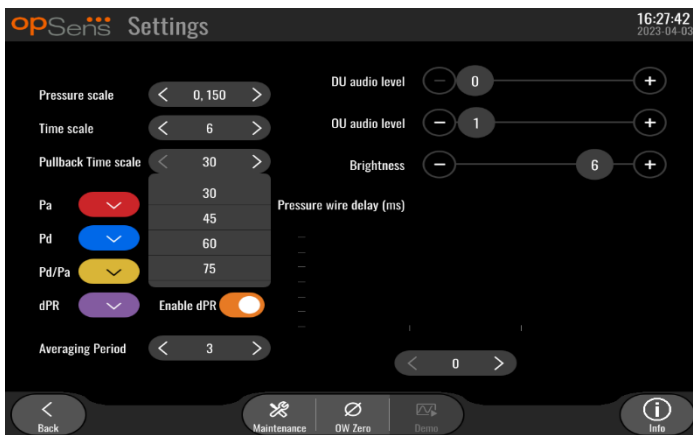 opSens Settings
16:27:42
2023-04-03
Pressure scale < 0, 150 >
Time scale < 6 >
Pullback Time scale < 30 >
30
45
60
75
Pa
Pd
Pd/Pa
dPR Enable dPR
Averaging Period < 3 >
DU audio level − 0 +
OU audio level − 1 +
Brightness − 6 +
Pressure wire delay (ms)
< 0 >
Back
Maintenance
OW Zero
Demo
Info